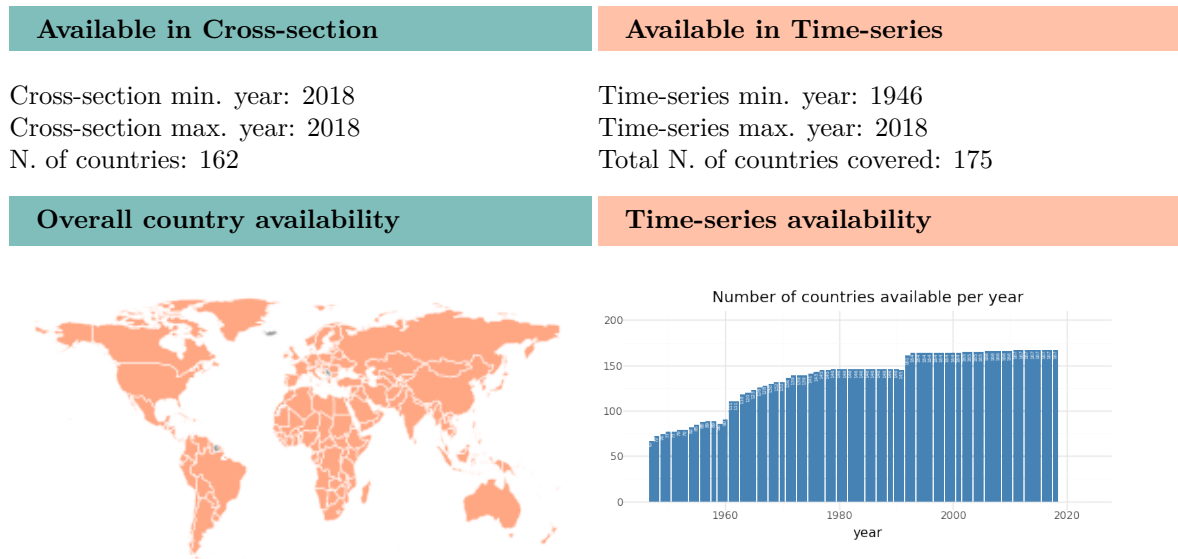 Available in Cross-section
Available in Time-series
Cross-section min. year: 2018
Cross-section max. year: 2018
N. of countries: 162
Time-series min. year: 1946
Time-series max. year: 2018
Total N. of countries covered: 175
Overall country availability
Time-series availability
Number of countries available per year
200
150
100
50
0
1960
1980
2000
2020
year